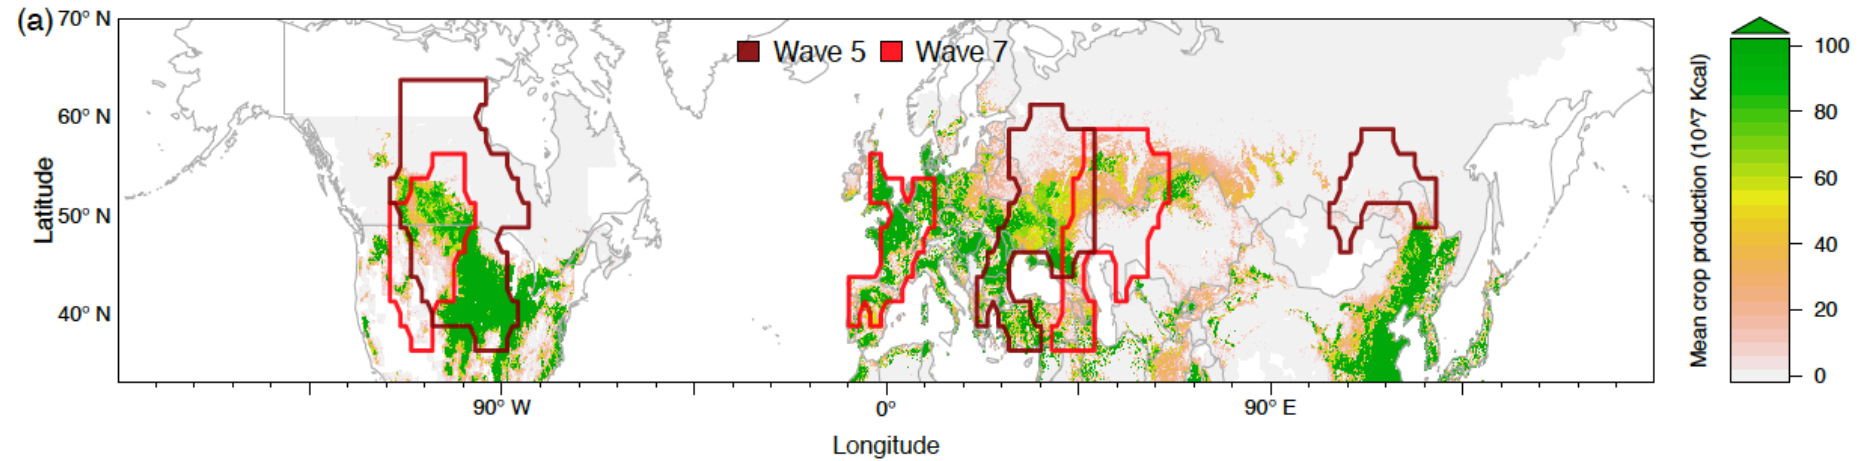 (a)
70° N
60° N
50° N
40° N
Latitude
Wave 5 Wave 7
90° W 0° 90° E
Longitude
Mean crop production (10^7 Kcal)
100
80
60
40
20
0